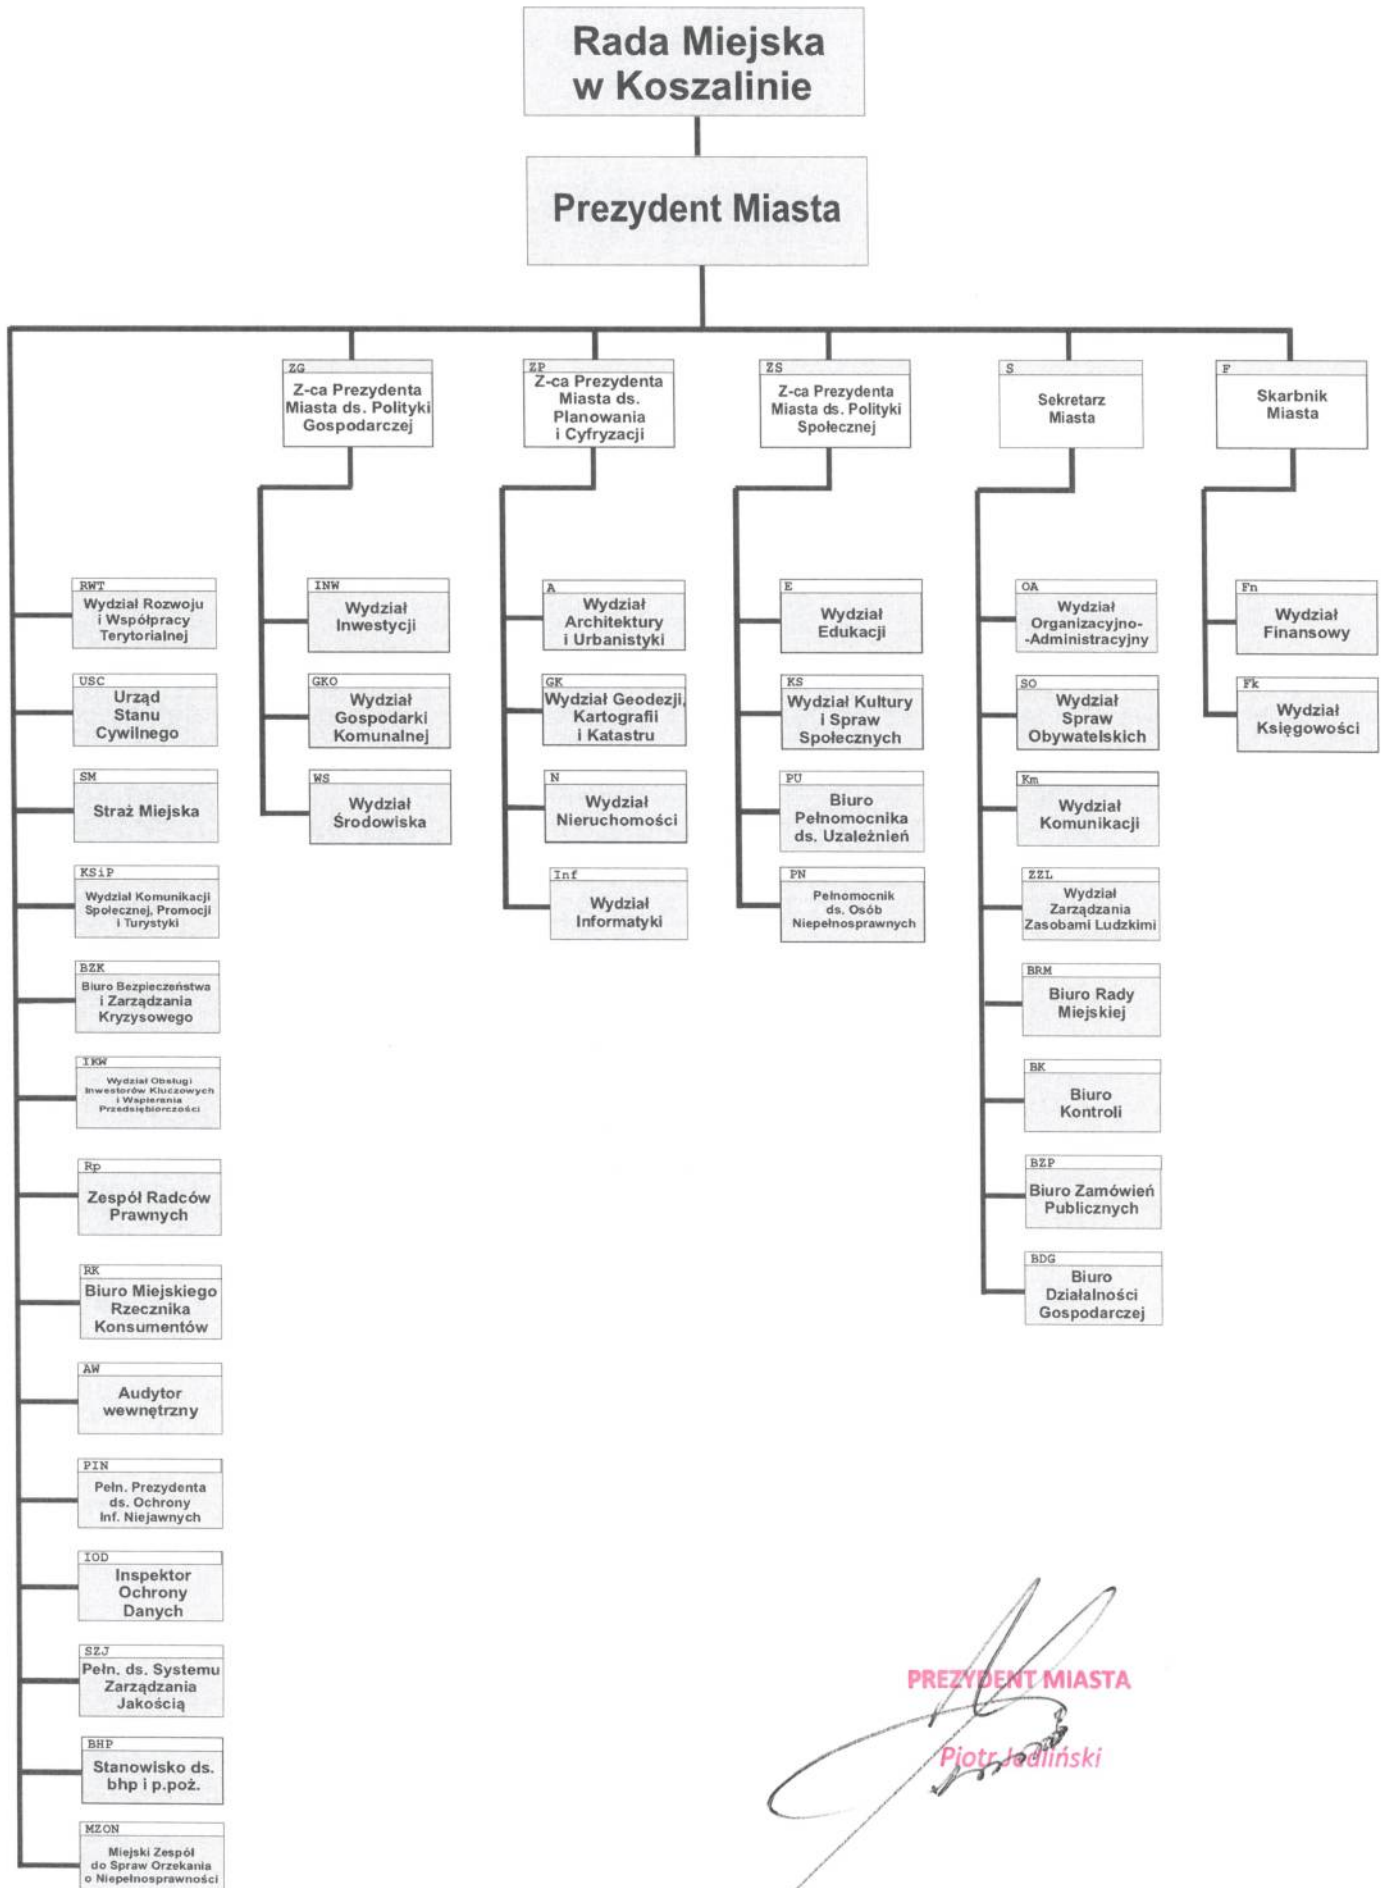 Rada Miejska
w Koszalinie
Prezydent Miasta
ZG
Z-ca Prezydenta
Miasta ds. Polityki
Gospodarczej
ZP
Z-ca Prezydenta
Miasta ds.
Planowania
i Cyfryzacji
ZS
Z-ca Prezydenta
Miasta ds. Polityki
Społecznej
S
Sekretarz
Miasta
F
Skarbnik
Miasta
RWT
Wydział Rozwoju
i Współpracy
Terytorialnej
USC
Urząd
Stanu
Cywilnego
SM
Straż Miejska
KSiP
Wydział Komunikacji
Społecznej, Promocji
i Turystyki
BZK
Biuro Bezpieczeństwa
i Zarządzania
Kryzysowego
IKW
Wydział Obsługi
Inwestorów Kluczowych
i Wspierania
Przedsiębiorczości
Rp
Zespół Radców
Prawnych
RK
Biuro Miejskiego
Rzecznika
Konsumentów
AW
Audytor
wewnętrzny
PIN
Pełn. Prezydenta
ds. Ochrony
Inf. Niejawnych
IOD
Inspektor
Ochrony
Danych
SZJ
Pełn. ds. Systemu
Zarządzania
Jakością
BHP
Stanowisko ds.
bhp i p.poż.
MZON
Miejski Zespół
do Spraw Orzekania
o Niepełnosprawności
INW
Wydział
Inwestycji
GKO
Wydział
Gospodarki
Komunalnej
WS
Wydział
Środowiska
A
Wydział
Architektury
i Urbanistyki
GK
Wydział Geodezji,
Kartografii
i Katastru
N
Wydział
Nieruchomości
Inf
Wydział
Informatyki
E
Wydział
Edukacji
KS
Wydział Kultury
i Spraw
Społecznych
PU
Biuro
Pełnomocnika
ds. Uzależnień
PN
Pełnomocnik
ds. Osób
Niepełnosprawnych
OA
Wydział
Organizacyjno-
-Administracyjny
SO
Wydział
Spraw
Obywatelskich
Km
Wydział
Komunikacji
ZZL
Wydział
Zarządzania
Zasobami Ludzkimi
BRM
Biuro Rady
Miejskiej
BK
Biuro
Kontroli
BZP
Biuro Zamówień
Publicznych
BDG
Biuro
Działalności
Gospodarczej
Fn
Wydział
Finansowy
Fk
Wydział
Księgowości
PREZYDENT MIASTA
Piotr Jedliński